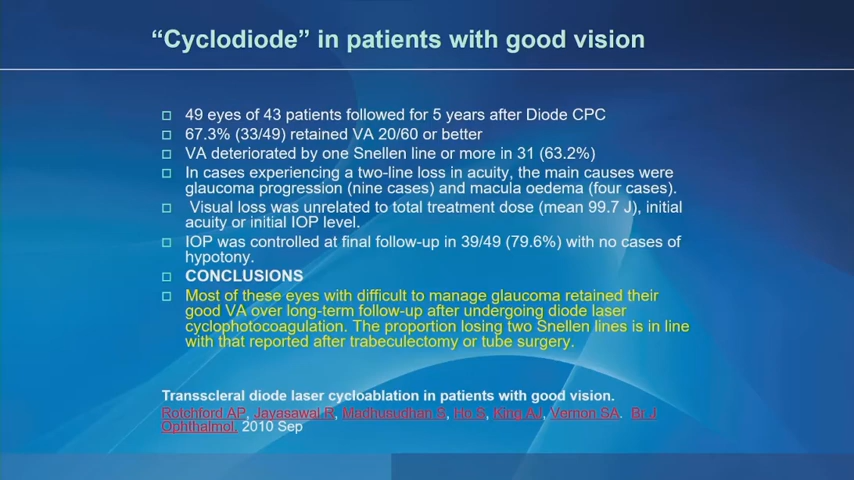 “Cyclodiode” in patients with good vision
49 eyes of 43 patients followed for 5 years after Diode CPC
67.3% (33/49) retained VA 20/60 or better
VA deteriorated by one Snellen line or more in 31 (63.2%)
In cases experiencing a two-line loss in acuity, the main causes were
glaucoma progression (nine cases) and macula oedema (four cases).
Visual loss was unrelated to total treatment dose (mean 99.7 J), initial
acuity or initial IOP level.
IOP was controlled at final follow-up in 39/49 (79.6%) with no cases of
hypotony.
CONCLUSIONS
Most of these eyes with difficult to manage glaucoma retained their
good VA over long-term follow-up after undergoing diode laser
cyclophotocoagulation. The proportion losing two Snellen lines is in line
with that reported after trabeculectomy or tube surgery.
Transscleral diode laser cycloablation in patients with good vision.
Rotchford AP, Jayasawal R, Madhusudhan S, Ho S, King AJ, Vernon SA. Br J
Ophthalmol. 2010 Sep